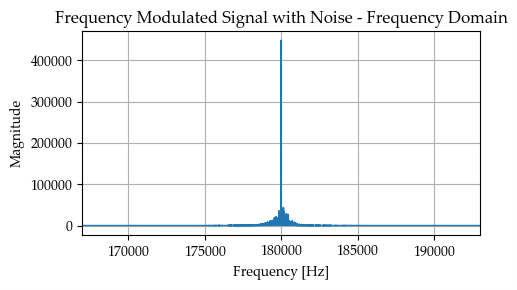 Frequency Modulated Signal with Noise - Frequency Domain
400000
300000
200000
100000
0
Magnitude
170000 175000 180000 185000 190000
Frequency [Hz]